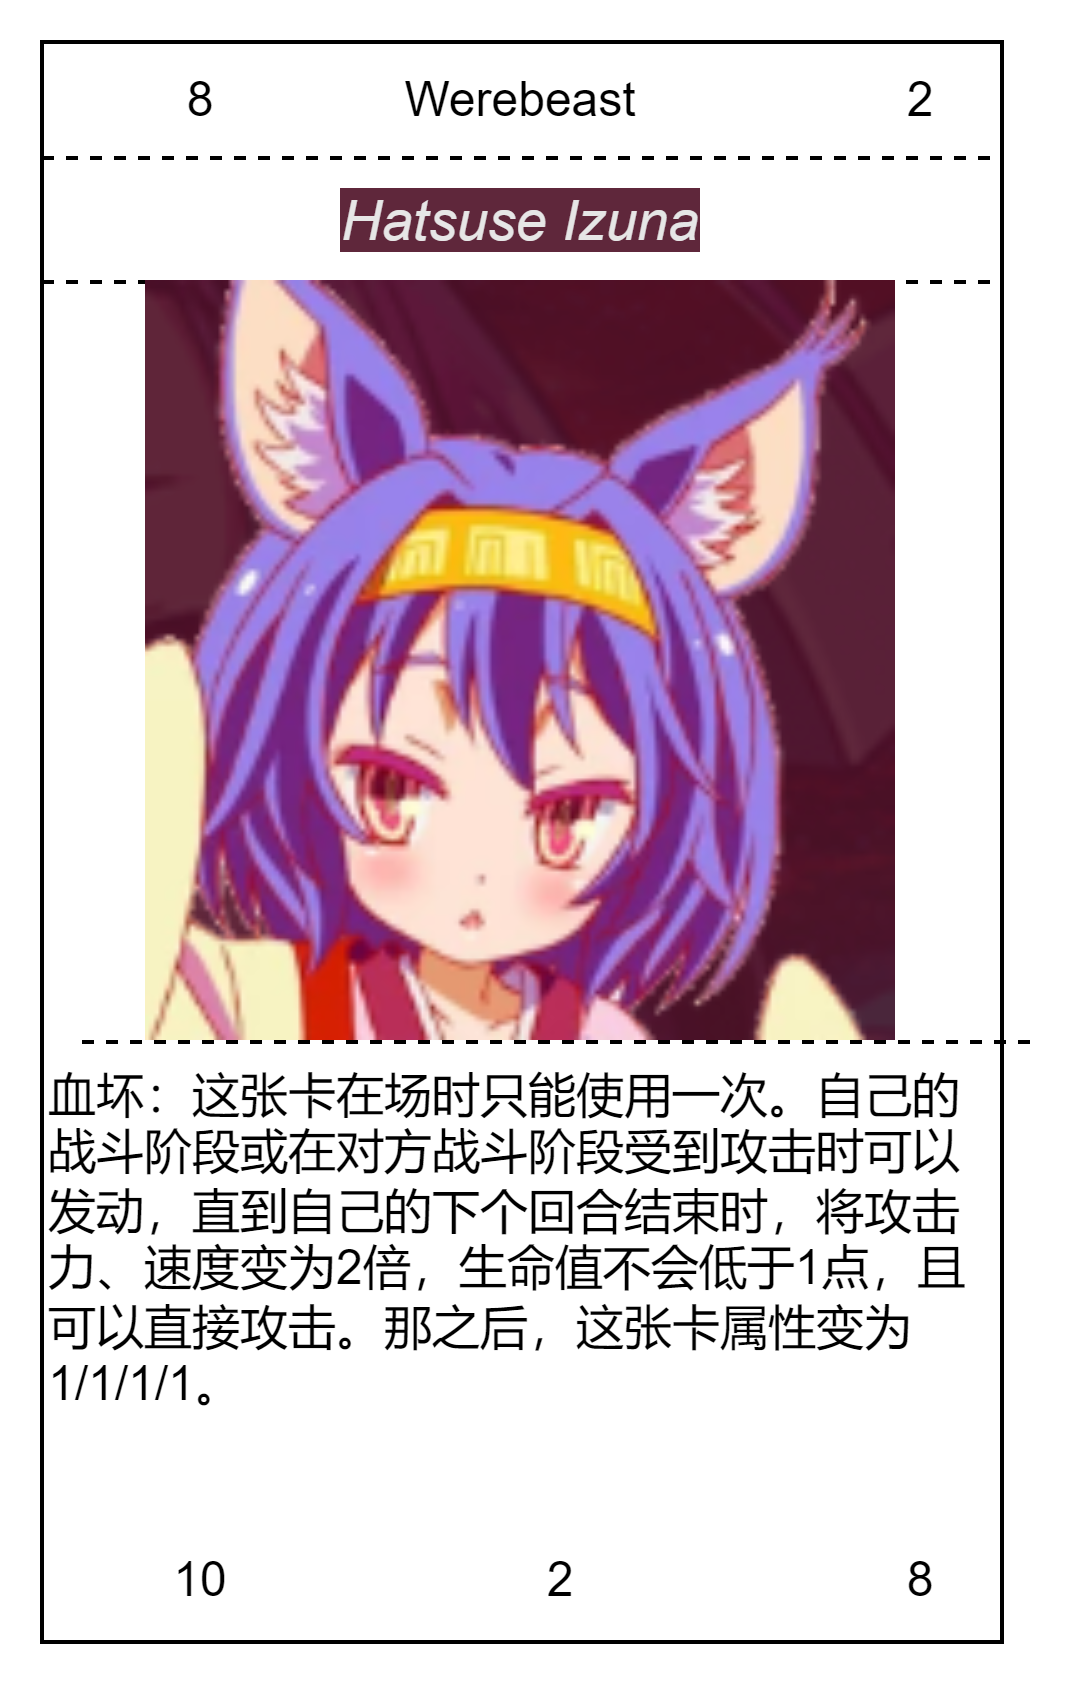 8 Werebeast 2
Hatsuse Izuna
血坏：这张卡在场时只能使用一次。自己的
战斗阶段或在对方战斗阶段受到攻击时可以
发动，直到自己的下个回合结束时，将攻击
力、速度变为2倍，生命值不会低于1点，且
可以直接攻击。那之后，这张卡属性变为
1/1/1/1。
10 2 8